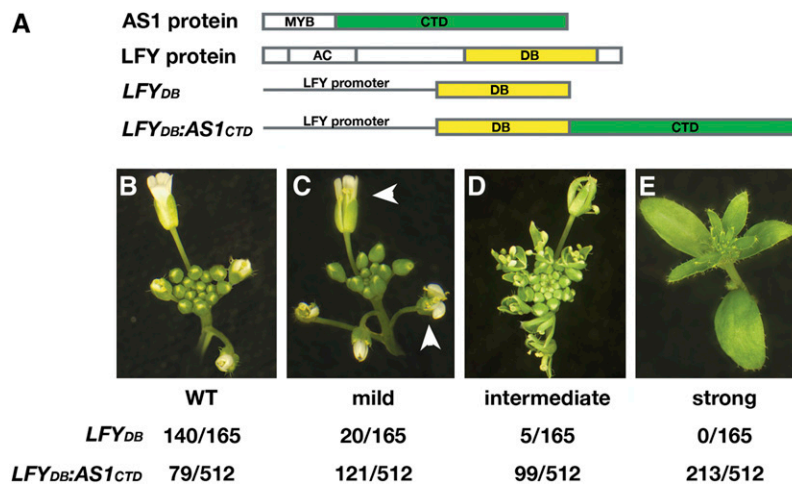 A
AS1 protein MYB CTD
LFY protein AC DB
LFYDB LFY promoter DB
LFYDB:AS1CTD LFY promoter DB CTD
B C D E
WT mild intermediate strong
LFYDB 140/165 20/165 5/165 0/165
LFYDB:AS1CTD 79/512 121/512 99/512 213/512